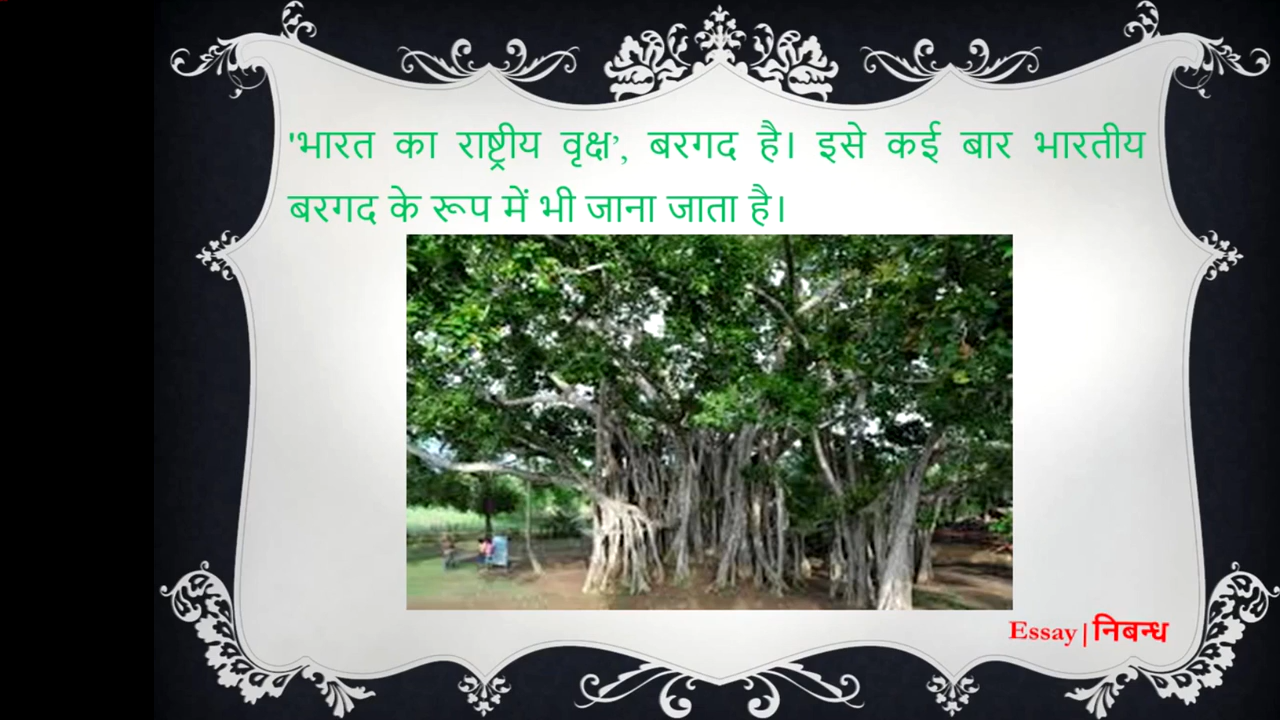 'भारत का राष्ट्रीय वृक्ष’, बरगद है। इसे कई बार भारतीय
बरगद के रूप में भी जाना जाता है।
Essay|निबन्ध